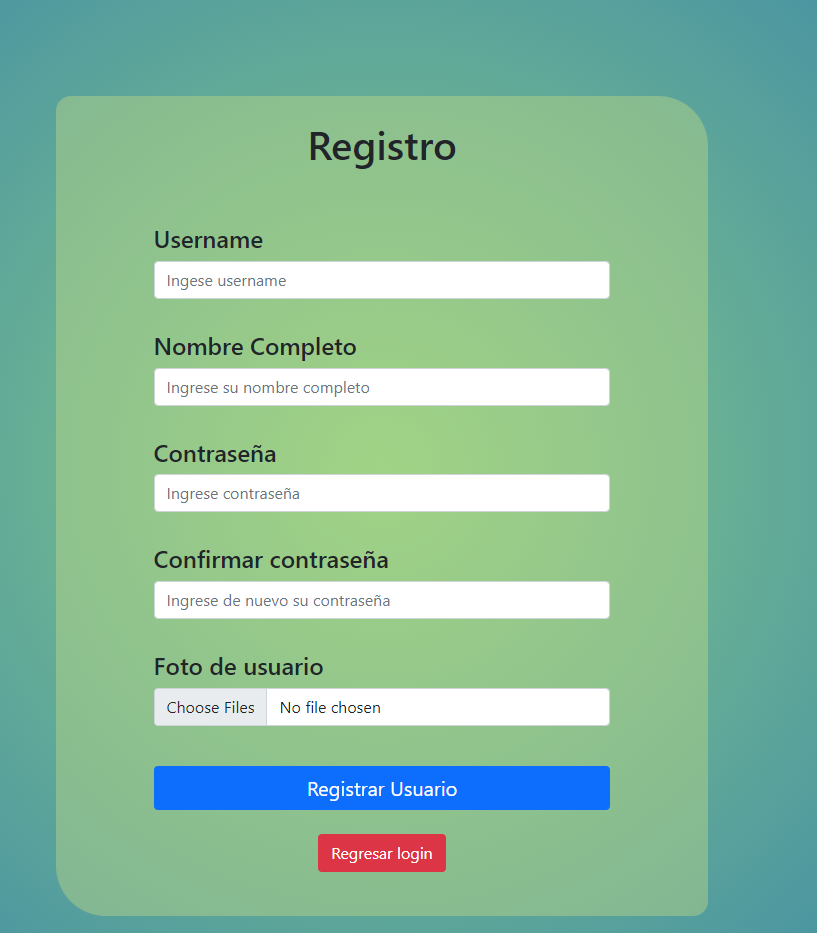 Registro
Username
Ingese username
Nombre Completo
Ingrese su nombre completo
Contraseña
Ingrese contraseña
Confirmar contraseña
Ingrese de nuevo su contraseña
Foto de usuario
Choose Files No file chosen
Registrar Usuario
Regresar login